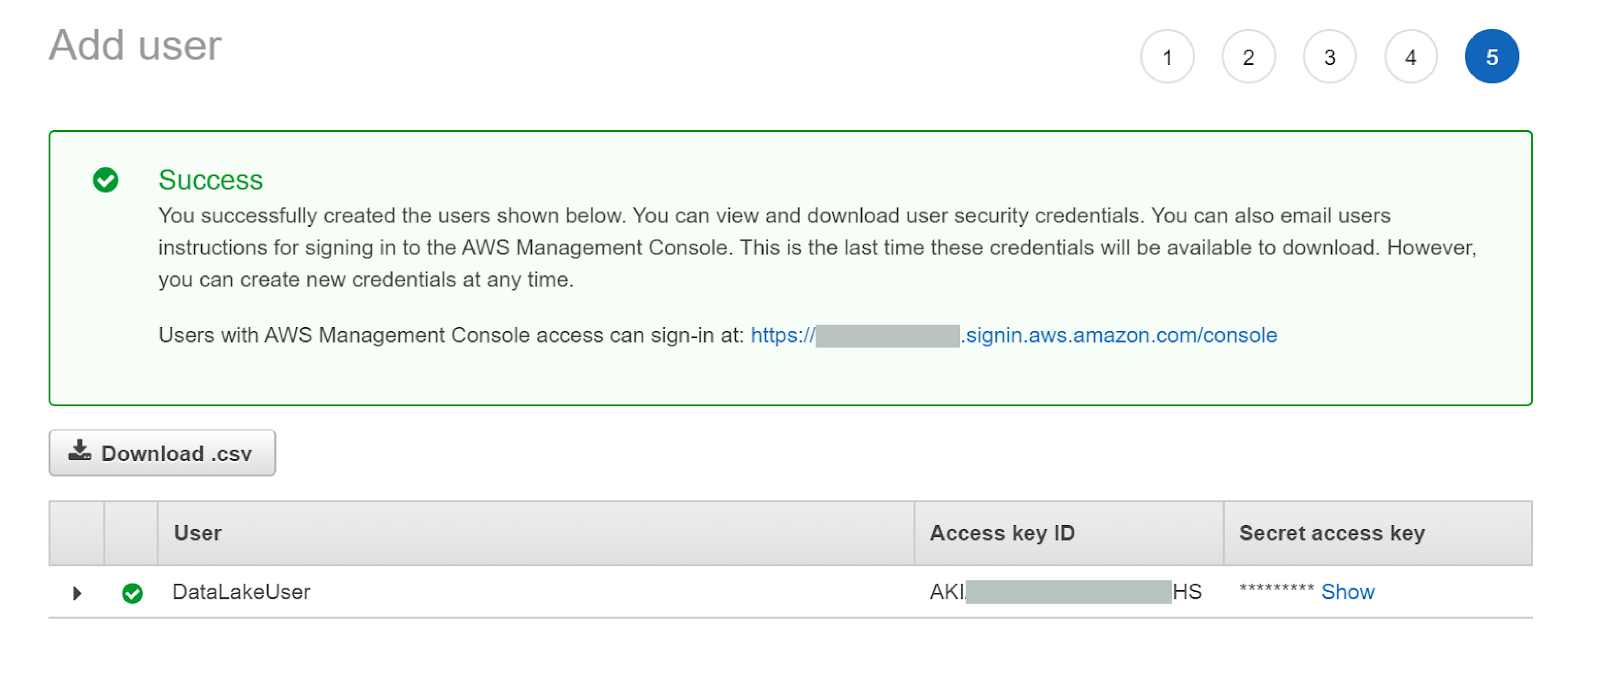 Add user
1 2 3 4 5
Success
You successfully created the users shown below. You can view and download user security credentials. You can also email users
instructions for signing in to the AWS Management Console. This is the last time these credentials will be available to download. However,
you can create new credentials at any time.
Users with AWS Management Console access can sign-in at: https:// .signin.aws.amazon.com/console
Download .csv
User Access key ID Secret access key
DataLakeUser AKI HS ********* Show